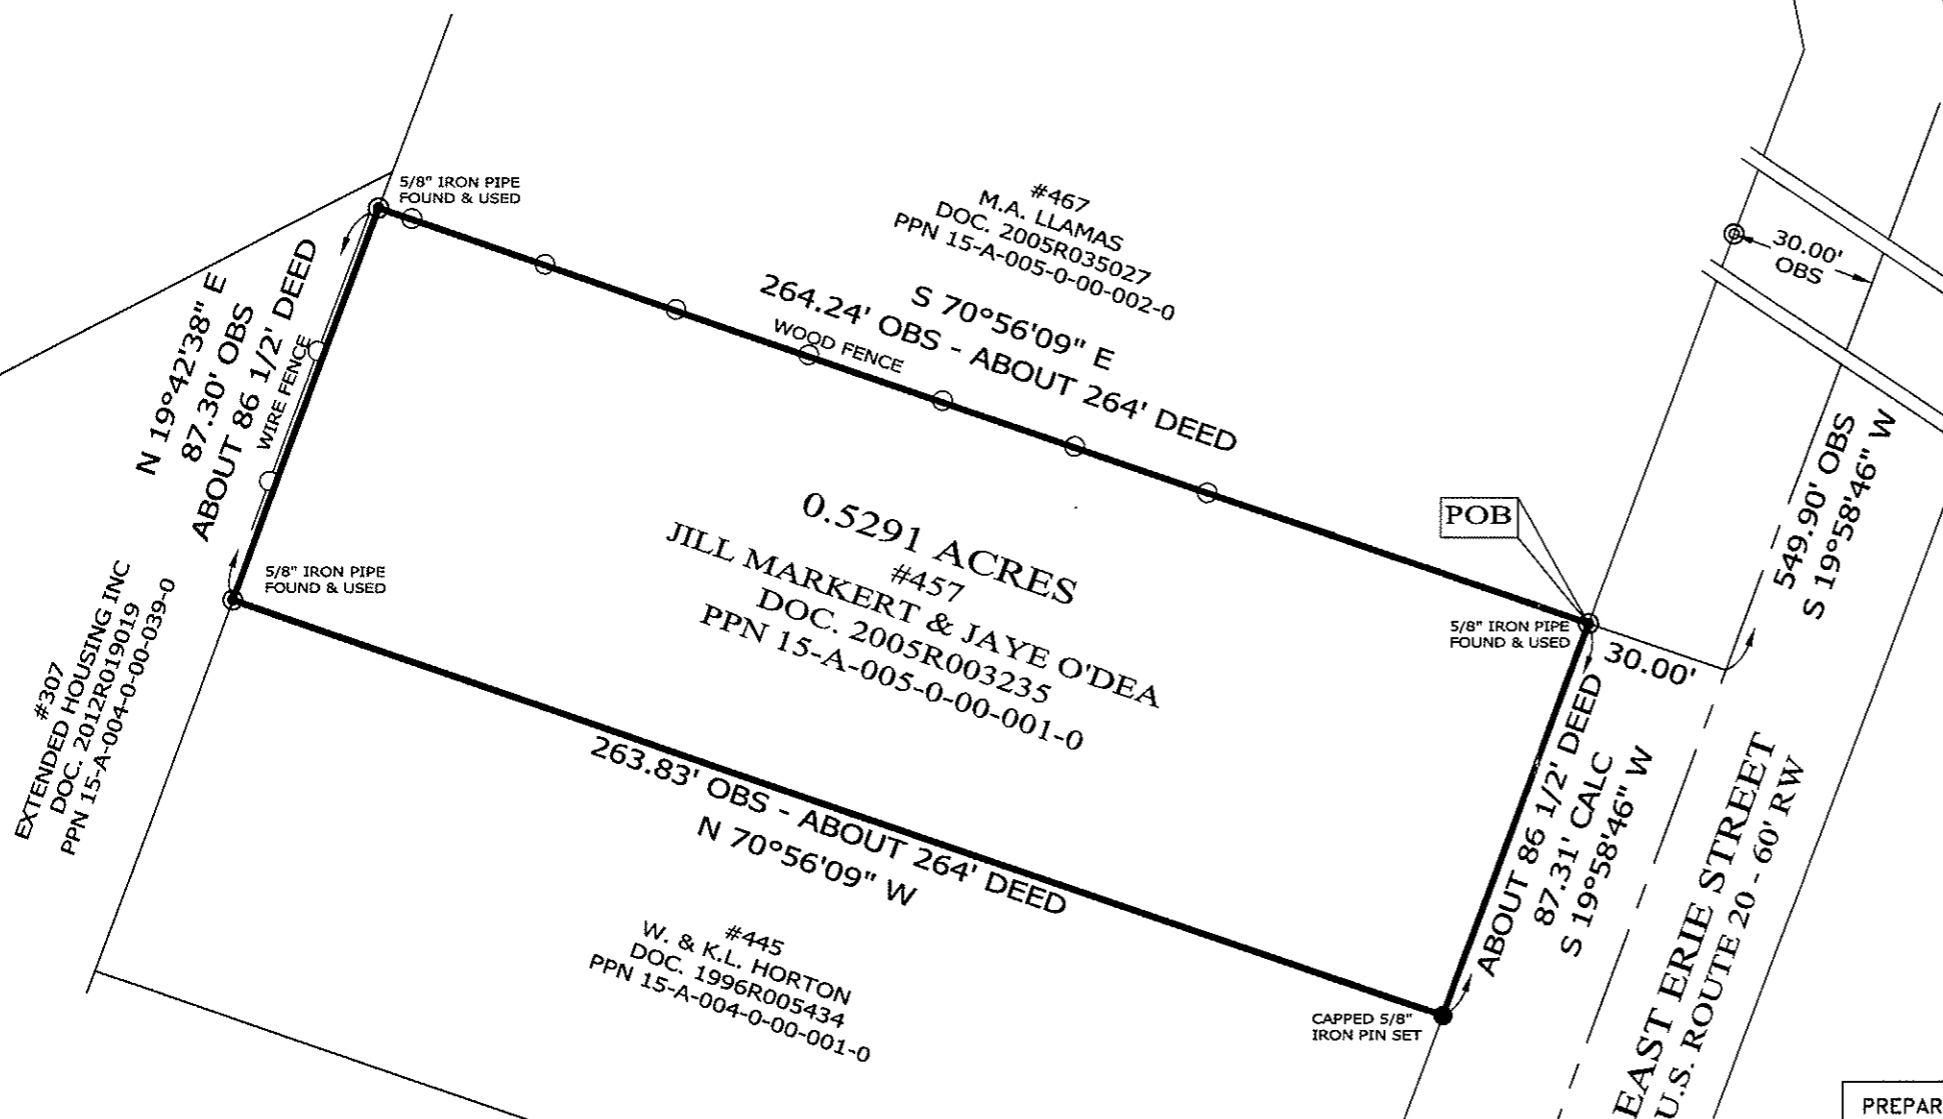 5/8" IRON PIPE
FOUND & USED
#467
M.A. LLAMAS
DOC. 2005R035027
PPN 15-A-005-0-00-002-0
S 70°56'09" E
264.24' OBS - ABOUT 264' DEED
WOOD FENCE
30.00'
OBS
N 19°42'38" E
87.30' OBS
ABOUT 86 1/2' DEED
WIRE FENCE
549.90' OBS
S 19°58'46" W
POB
0.5291 ACRES
#457
JILL MARKERT & JAYE O'DEA
DOC. 2005R003235
PPN 15-A-005-0-00-001-0
5/8" IRON PIPE
FOUND & USED
5/8" IRON PIPE
FOUND & USED
30.00'
#307
EXTENDED HOUSING INC
DOC. 2012R019019
PPN 15-A-004-0-00-039-0
263.83' OBS - ABOUT 264' DEED
N 70°56'09" W
ABOUT 86 1/2' DEED
87.31' CALC
S 19°58'46" W
#445
W. & K.L. HORTON
DOC. 1996R005434
PPN 15-A-004-0-00-001-0
CAPPED 5/8"
IRON PIN SET
EAST ERIE STREET
U.S. ROUTE 20 - 60' RW
PREPAR